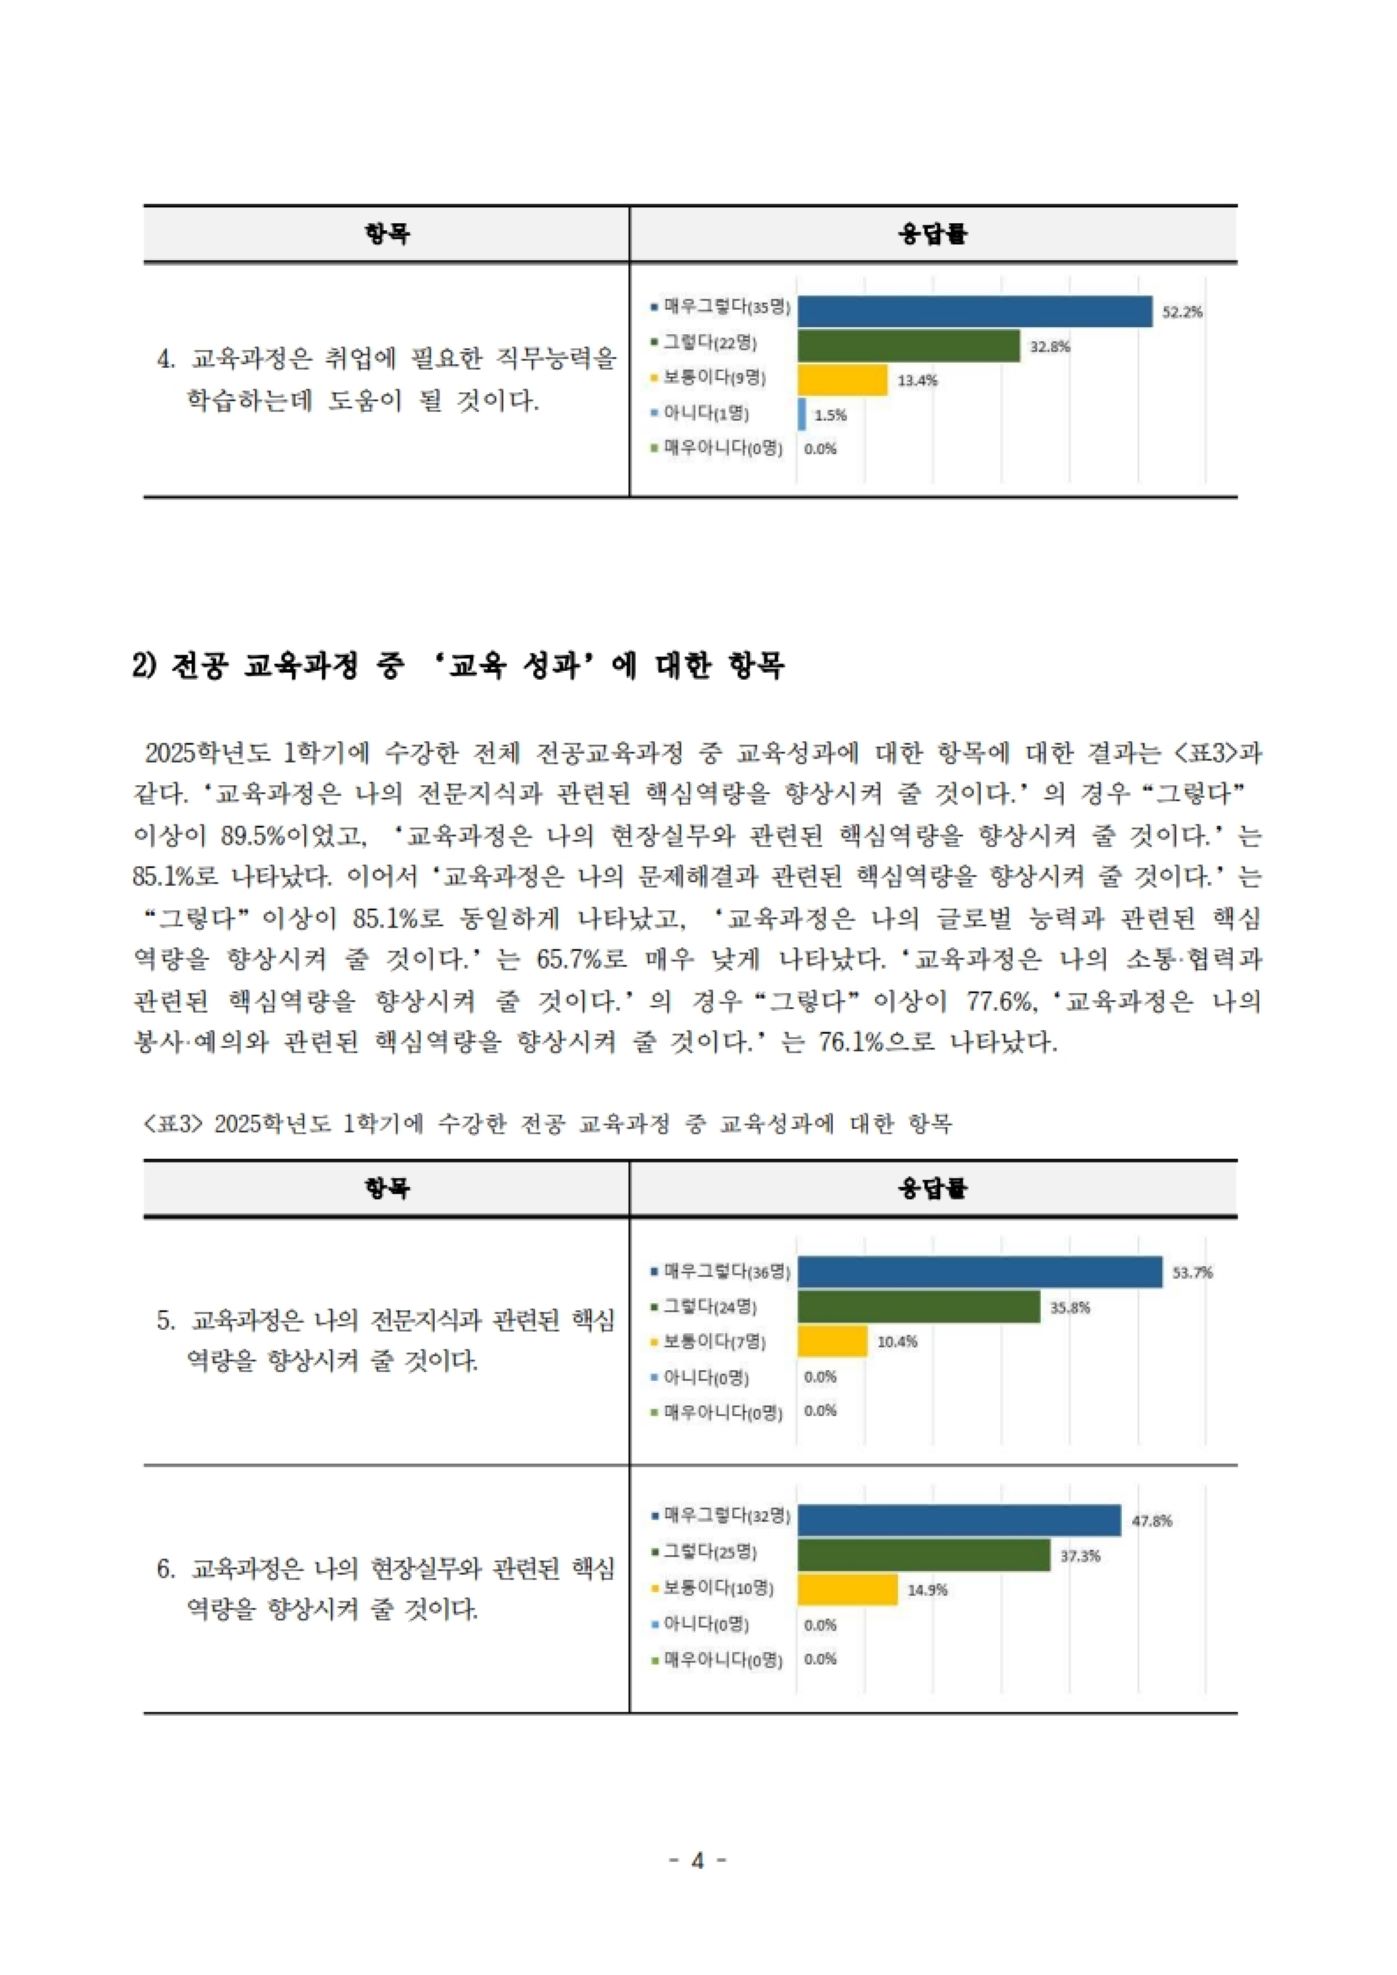 항목
응답률
4. 교육과정은 취업에 필요한 직무능력을
학습하는데 도움이 될 것이다.
매우그렇다(35명)
52.2%
그렇다(22명)
32.8%
보통이다(9명)
13.4%
아니다(1명)
1.5%
매우아니다(0명)
0.0%
2) 전공 교육과정 중 ‘교육 성과’에 대한 항목
2025학년도 1학기에 수강한 전체 전공교육과정 중 교육성과에 대한 항목에 대한 결과는 <표3>과
같다. ‘교육과정은 나의 전문지식과 관련된 핵심역량을 향상시켜 줄 것이다.’의 경우 “그렇다”
이상이 89.5%이었고, ‘교육과정은 나의 현장실무와 관련된 핵심역량을 향상시켜 줄 것이다.’는
85.1%로 나타났다. 이어서 ‘교육과정은 나의 문제해결과 관련된 핵심역량을 향상시켜 줄 것이다.’는
“그렇다” 이상이 85.1%로 동일하게 나타났고, ‘교육과정은 나의 글로벌 능력과 관련된 핵심
역량을 향상시켜 줄 것이다.’는 65.7%로 매우 낮게 나타났다. ‘교육과정은 나의 소통·협력과
관련된 핵심역량을 향상시켜 줄 것이다.’의 경우 “그렇다” 이상이 77.6%, ‘교육과정은 나의
봉사·예의와 관련된 핵심역량을 향상시켜 줄 것이다.’는 76.1%으로 나타났다.
<표3> 2025학년도 1학기에 수강한 전공 교육과정 중 교육성과에 대한 항목
항목
응답률
5. 교육과정은 나의 전문지식과 관련된 핵심
역량을 향상시켜 줄 것이다.
매우그렇다(36명)
53.7%
그렇다(24명)
35.8%
보통이다(7명)
10.4%
아니다(0명)
0.0%
매우아니다(0명)
0.0%
6. 교육과정은 나의 현장실무와 관련된 핵심
역량을 향상시켜 줄 것이다.
매우그렇다(32명)
47.8%
그렇다(25명)
37.3%
보통이다(10명)
14.9%
아니다(0명)
0.0%
매우아니다(0명)
0.0%
- 4 -